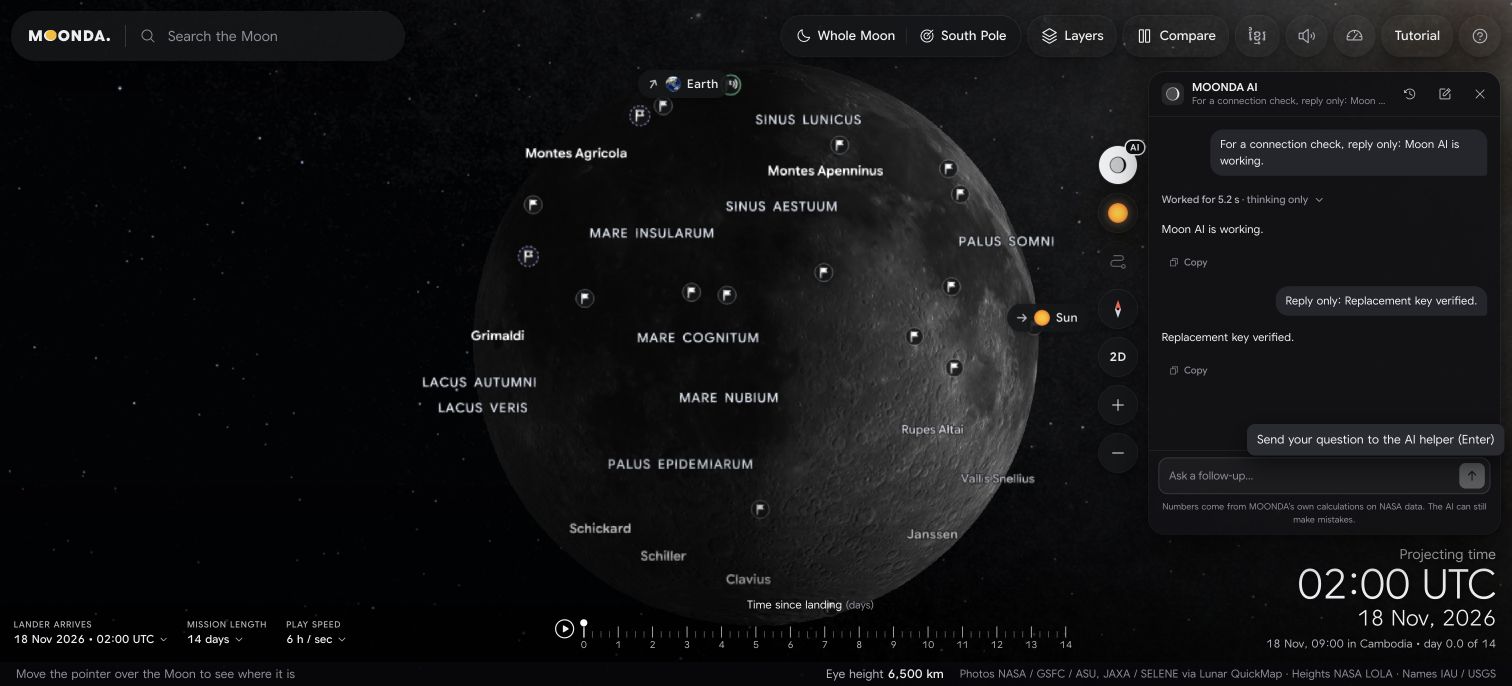 MOONDA.
Search the Moon
Whole Moon
South Pole
Layers
Compare
ខ្មែរ
Tutorial
Earth
SINUS LUNICUS
Montes Agricola
Montes Apenninus
SINUS AESTUUM
MARE INSULARUM
PALUS SOMNI
Sun
Grimaldi
MARE COGNITUM
LACUS AUTUMNI
LACUS VERIS
MARE NUBIUM
Rupes Altai
PALUS EPIDEMIARUM
Vallis Snellius
Schickard
Janssen
Schiller
Clavius
AI
2D
MOONDA AI
For a connection check, reply only: Moon ...
For a connection check, reply only: Moon AI is
working.
Worked for 5.2 s · thinking only
Moon AI is working.
Copy
Reply only: Replacement key verified.
Replacement key verified.
Copy
Send your question to the AI helper (Enter)
Ask a follow-up...
Numbers come from MOONDA's own calculations on NASA data. The AI can still
make mistakes.
Projecting time
02:00 UTC
18 Nov, 2026
18 Nov, 09:00 in Cambodia • day 0.0 of 14
LANDER ARRIVES
18 Nov 2026 • 02:00 UTC
MISSION LENGTH
14 days
PLAY SPEED
6 h / sec
Time since landing (days)
0 1 2 3 4 5 6 7 8 9 10 11 12 13 14
Move the pointer over the Moon to see where it is
Eye height 6,500 km
Photos NASA / GSFC / ASU, JAXA / SELENE via Lunar QuickMap · Heights NASA LOLA · Names IAU / USGS